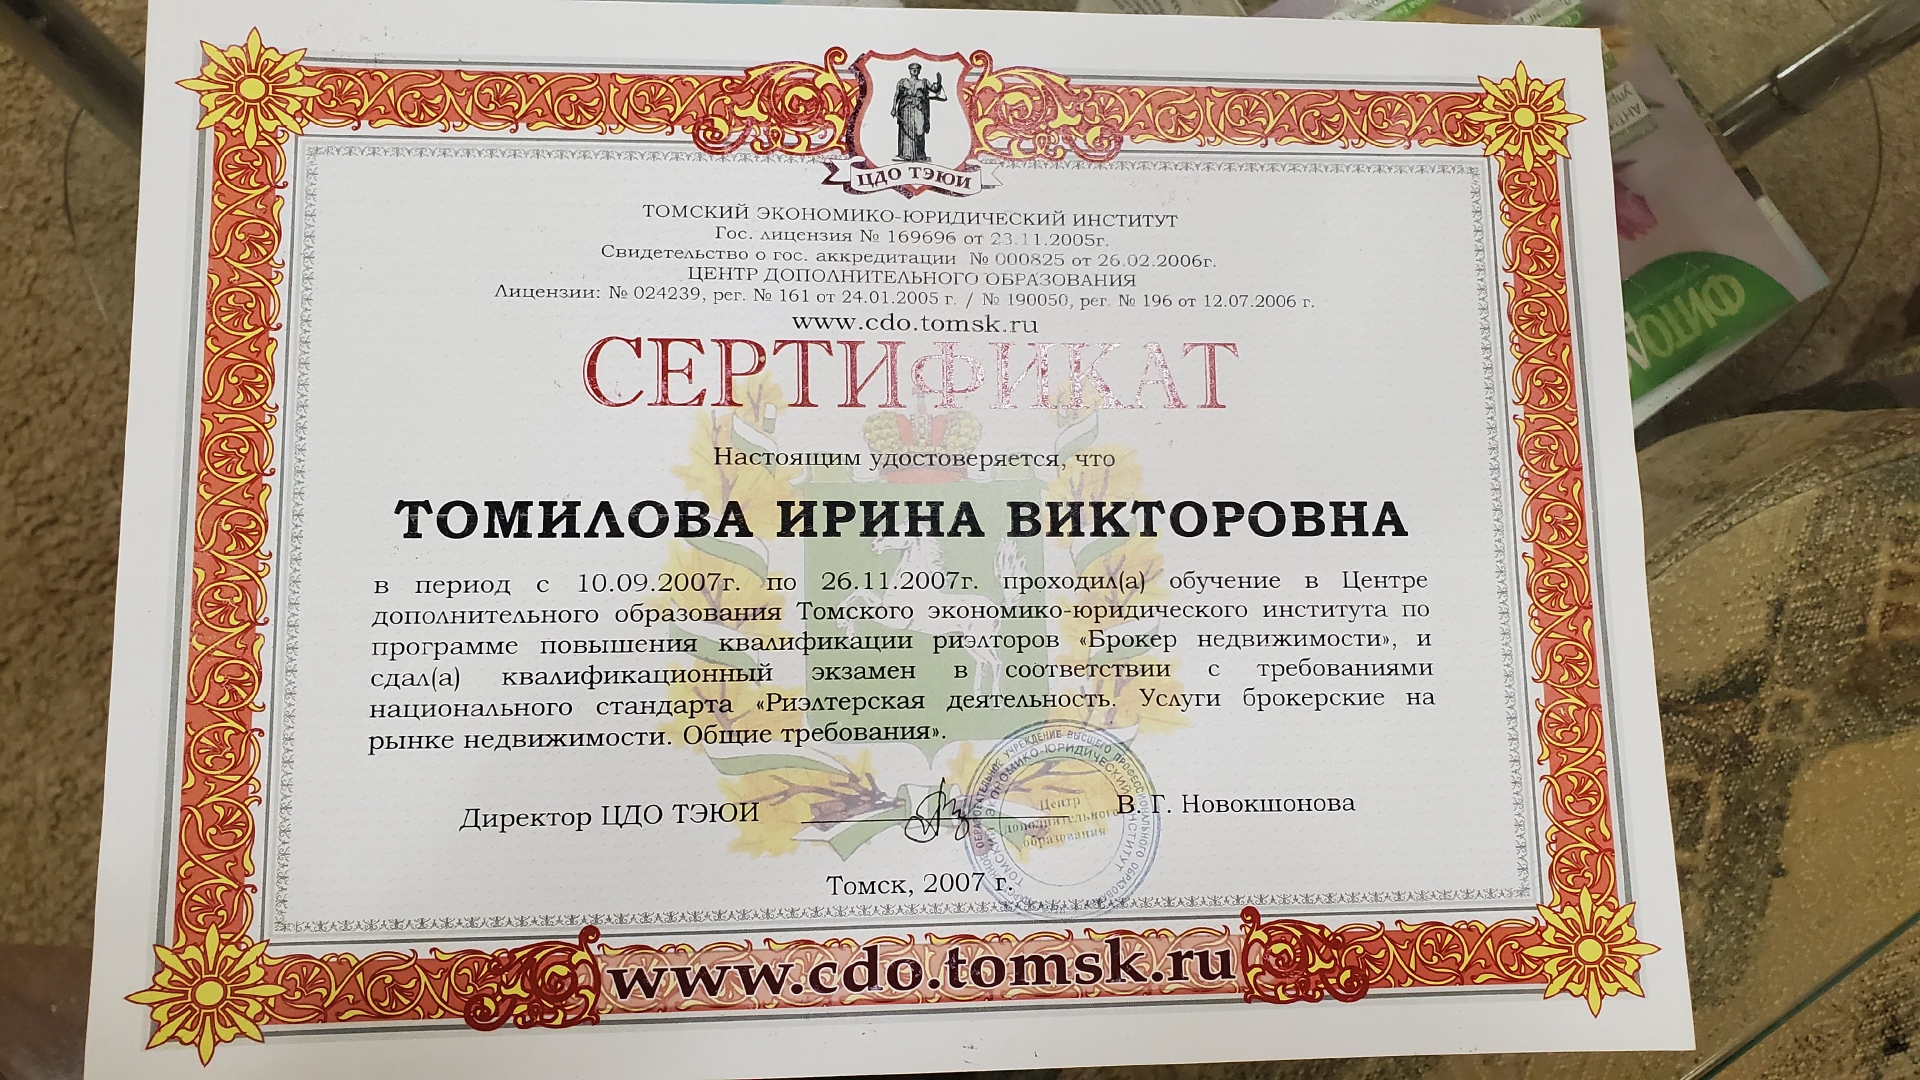 ЦДО ТЭЮИ
ТОМСКИЙ ЭКОНОМИКО-ЮРИДИЧЕСКИЙ ИНСТИТУТ
Гос. лицензия № 169696 от 23.11.2005г.
Свидетельство о гос. аккредитации № 000825 от 26.02.2006г.
ЦЕНТР ДОПОЛНИТЕЛЬНОГО ОБРАЗОВАНИЯ
Лицензии: № 024239, рег. № 161 от 24.01.2005 г. / № 190050, рег. № 196 от 12.07.2006 г.
www.cdo.tomsk.ru
СЕРТИФИКАТ
Настоящим удостоверяется, что
ТОМИЛОВА ИРИНА ВИКТОРОВНА
в период с 10.09.2007г. по 26.11.2007г. проходил(а) обучение в Центре
дополнительного образования Томского экономико-юридического института по
программе повышения квалификации риэлторов «Брокер недвижимости», и
сдал(а) квалификационный экзамен в соответствии с требованиями
национального стандарта «Риэлтерская деятельность. Услуги брокерские на
рынке недвижимости. Общие требования».
Директор ЦДО ТЭЮИ
В. Г. Новокшонова
Центр
дополнительного
образования
Томск, 2007 г.
www.cdo.tomsk.ru